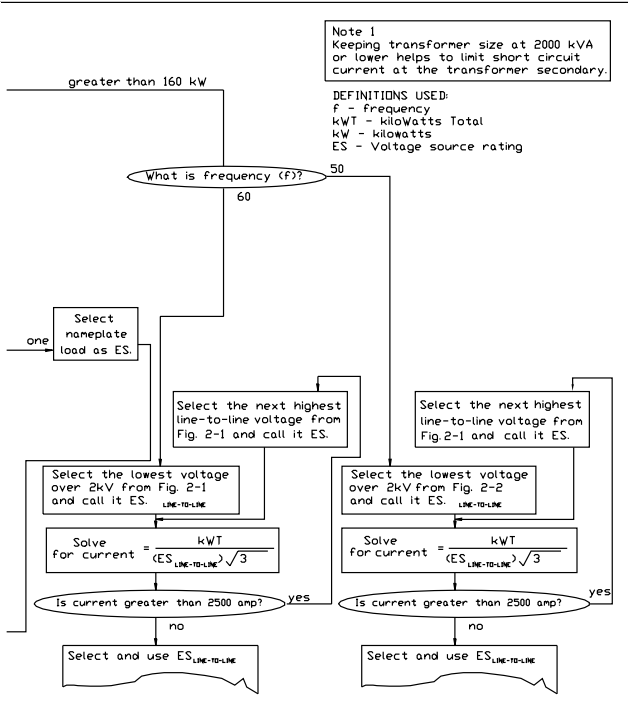 Note 1
Keeping transformer size at 2000 kVA
or lower helps to limit short circuit
current at the transformer secondary.
greater than 160 kW
DEFINITIONS USED:
f - frequency
kWT - kiloWatts Total
kW - kilowatts
ES - Voltage source rating
What is frequency (f)?
50
60
one
Select
nameplate
load as ES.
Select the next highest
line-to-line voltage from
Fig. 2-1 and call it ES.
Select the next highest
line-to-line voltage from
Fig. 2-1 and call it ES.
Select the lowest voltage
over 2kV from Fig. 2-1
and call it ES. LINE-TO-LINE
Select the lowest voltage
over 2kV from Fig. 2-2
and call it ES. LINE-TO-LINE
Solve
for current = kWT / (ES LINE-TO-LINE) √3
Solve
for current = kWT / (ES LINE-TO-LINE) √3
Is current greater than 2500 amp?
yes
no
Is current greater than 2500 amp?
yes
no
Select and use ES LINE-TO-LINE
Select and use ES LINE-TO-LINE